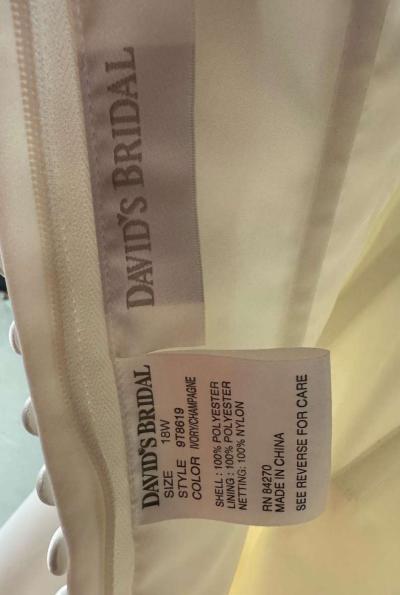 DAVID'S BRIDAL
DAVID'S BRIDAL
SIZE 18W
STYLE 9T8619
COLOR IVORY/CHAMPAGNE
SHELL : 100% POLYESTER
LINING : 100% POLYESTER
NETTING: 100% NYLON
RN 84270
MADE IN CHINA
SEE REVERSE FOR CARE